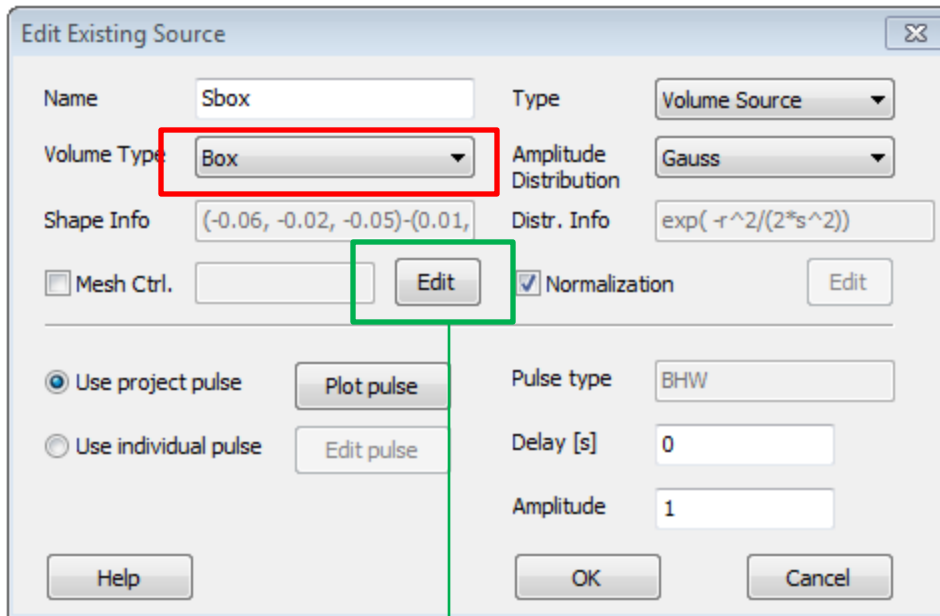 Edit Existing Source
Name Sbox Type Volume Source
Volume Type Box Amplitude Distribution Gauss
Shape Info (-0.06, -0.02, -0.05)-(0.01, Distr. Info exp( -r^2/(2*s^2))
Mesh Ctrl. Edit Normalization Edit
Use project pulse Plot pulse Pulse type BHW
Use individual pulse Edit pulse Delay [s] 0
Amplitude 1
Help OK Cancel